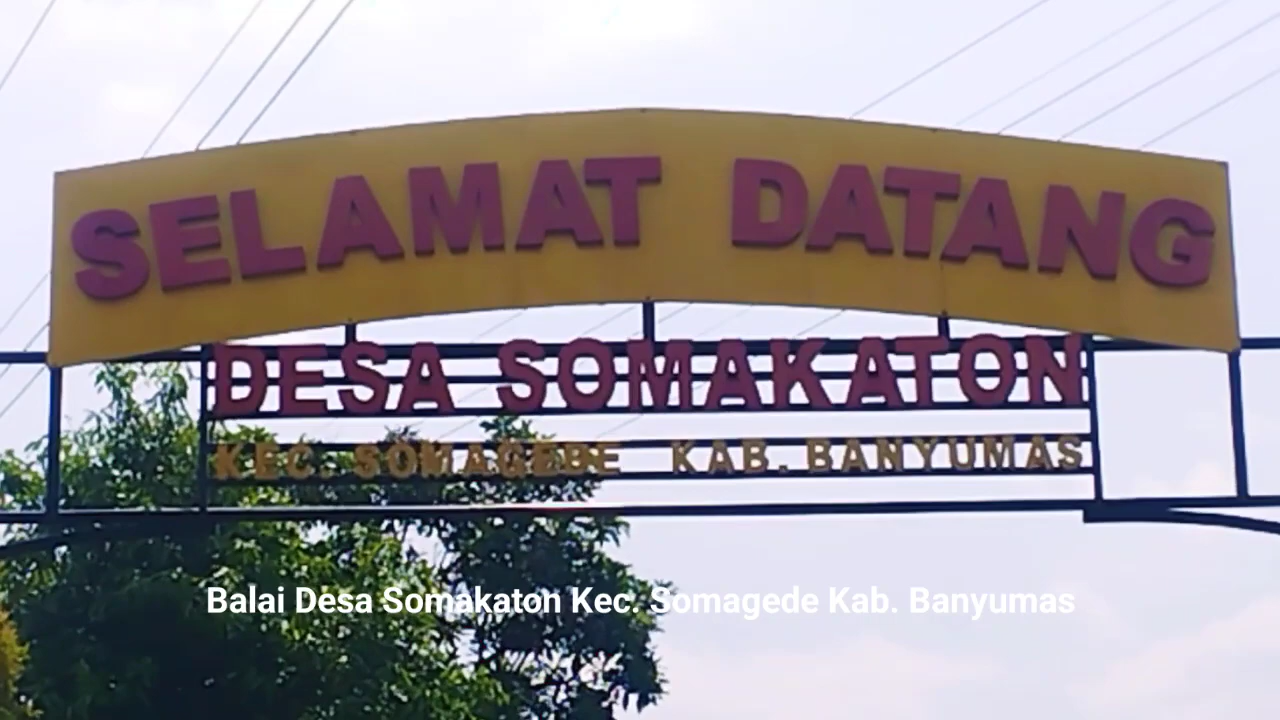 SELAMAT DATANG
DESA SOMAKATON
KEC. SOMAGEDE KAB. BANYUMAS
Balai Desa Somakaton Kec. Somagede Kab. Banyumas